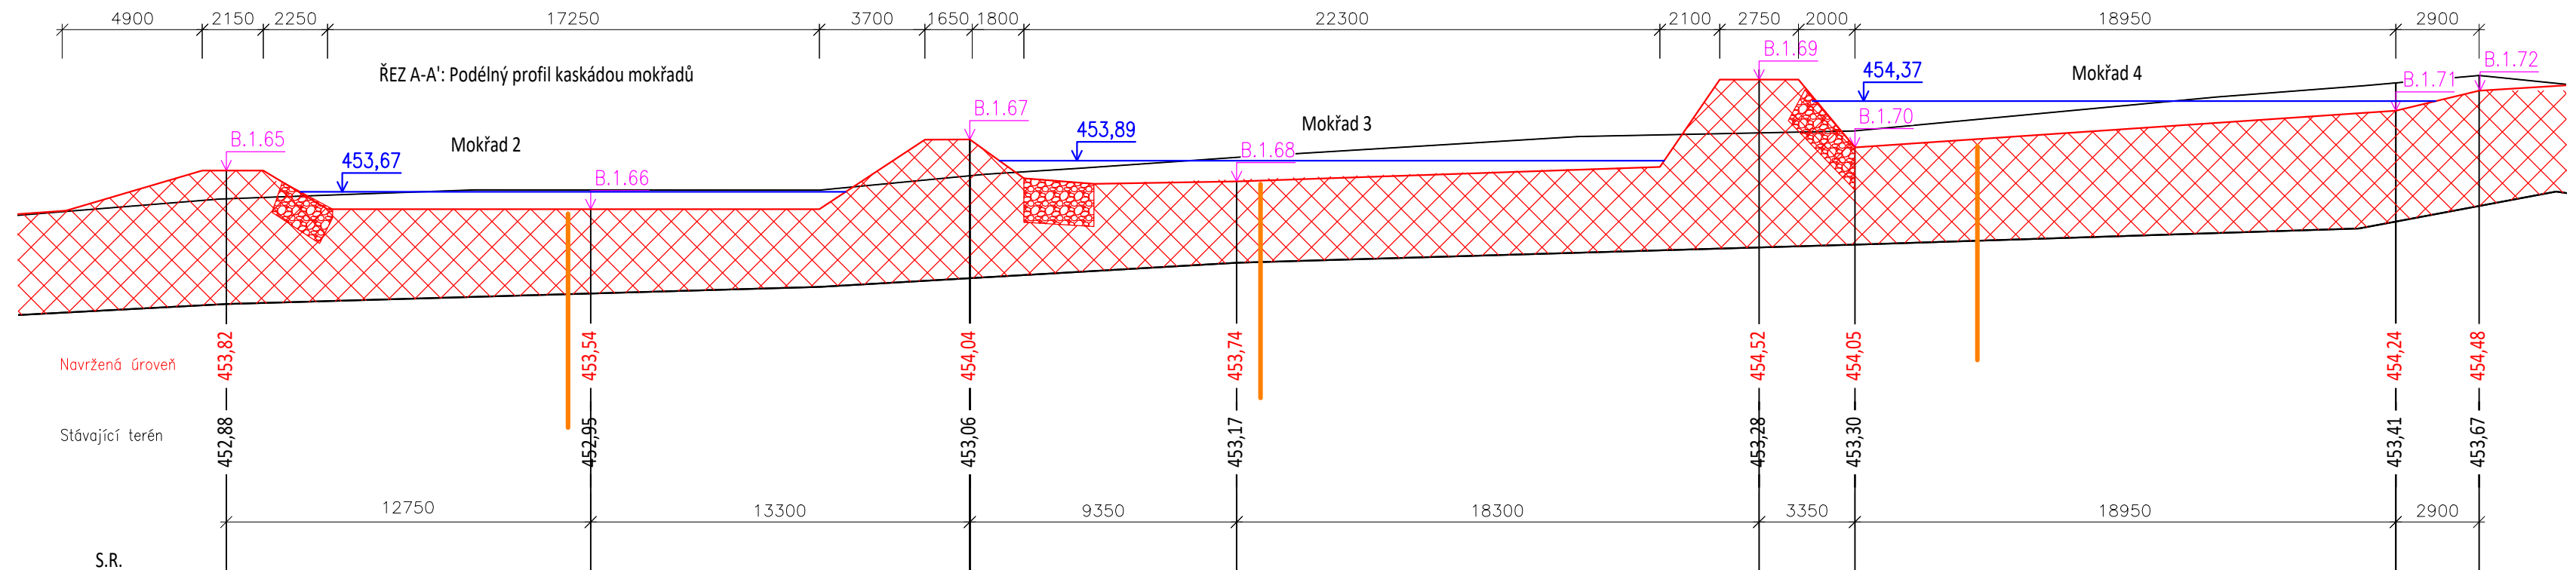 4900 2150 2250 17250 3700 1650 1800 22300 2100 2750 2000 18950 2900
ŘEZ A-A': Podélný profil kaskádou mokřadů
B.1.69
454,37
Mokřad 4
B.1.72
B.1.71
B.1.67
B.1.70
453,89
Mokřad 3
B.1.65
Mokřad 2
453,67
B.1.68
B.1.66
Navržená úroveň 453,82 453,54 454,04 453,74 454,52 454,05 454,24 454,48
Stávající terén 452,88 452,95 453,06 453,17 453,28 453,30 453,41 453,67
12750 13300 9350 18300 3350 18950 2900
S.R.